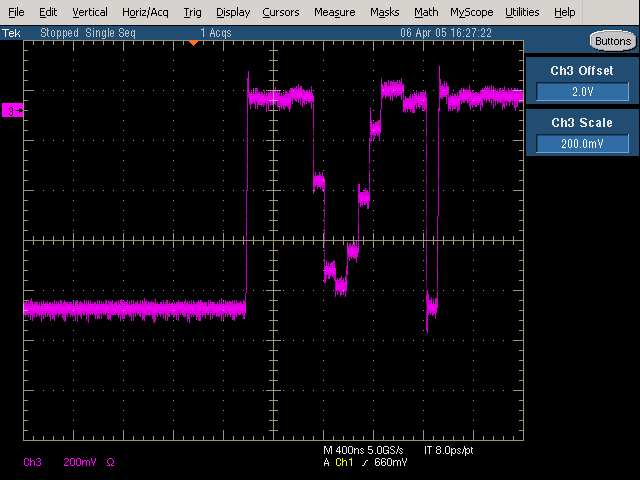 File Edit Vertical Horiz/Acq Trig Display Cursors Measure Masks Math MyScope Utilities Help
Tek Stopped Single Seq 1 Acqs 06 Apr 05 16:27:22 Buttons
Ch3 Offset
2.0V
3
Ch3 Scale
200.0mV
M 400ns 5.0GS/s IT 8.0ps/pt
Ch3 200mV Ω A Ch1 ∕ 660mV